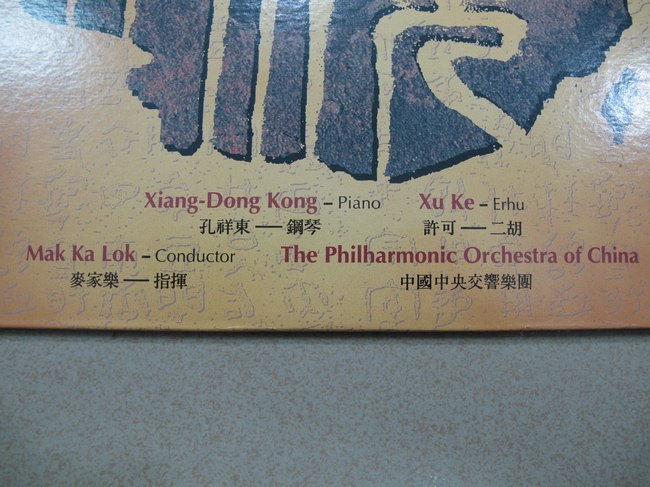 Xiang-Dong Kong – Piano Xu Ke – Erhu
孔祥東 — 鋼琴 許可 — 二胡
Mak Ka Lok – Conductor The Philharmonic Orchestra of China
麥家樂 — 指揮 中國中央交響樂團